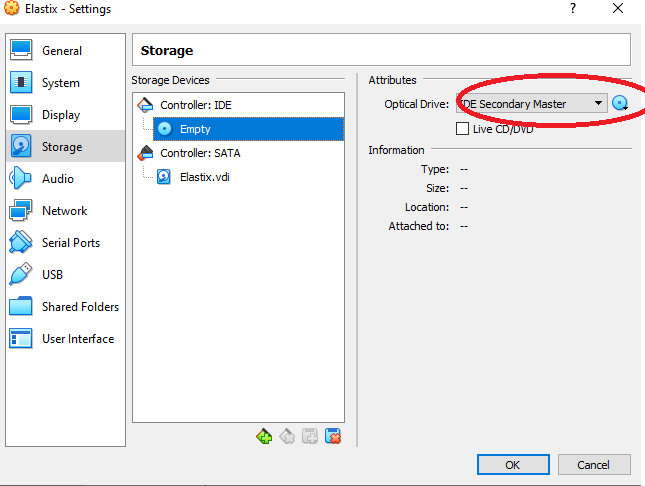 Elastix - Settings
?
General
System
Display
Storage
Audio
Network
Serial Ports
USB
Shared Folders
User Interface
Storage
Storage Devices
Controller: IDE
Empty
Controller: SATA
Elastix.vdi
Attributes
Optical Drive: IDE Secondary Master
Live CD/DVD
Information
Type: --
Size: --
Location: --
Attached to: --
OK
Cancel